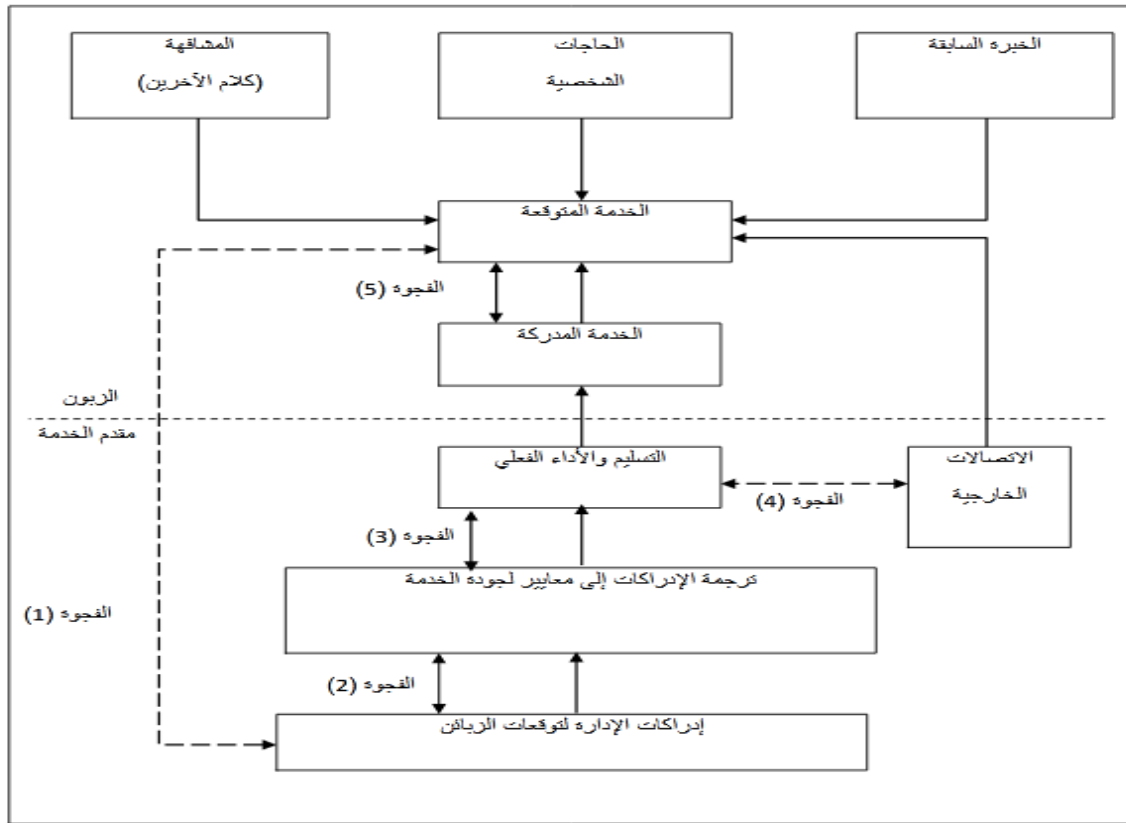 الخبرة السابقة
الحاجات
الشخصية
المشافهة
(كلام الآخرين)
الخدمة المتوقعة
الفجوة (5)
الخدمة المدركة
الزبون
مقدم الخدمة
التسليم والأداء الفعلي
الاتصالات
الخارجية
الفجوة (4)
الفجوة (3)
ترجمة الإدراكات إلى معايير لجودة الخدمة
الفجوة (1)
الفجوة (2)
إدراكات الإدارة لتوقعات الزبائن